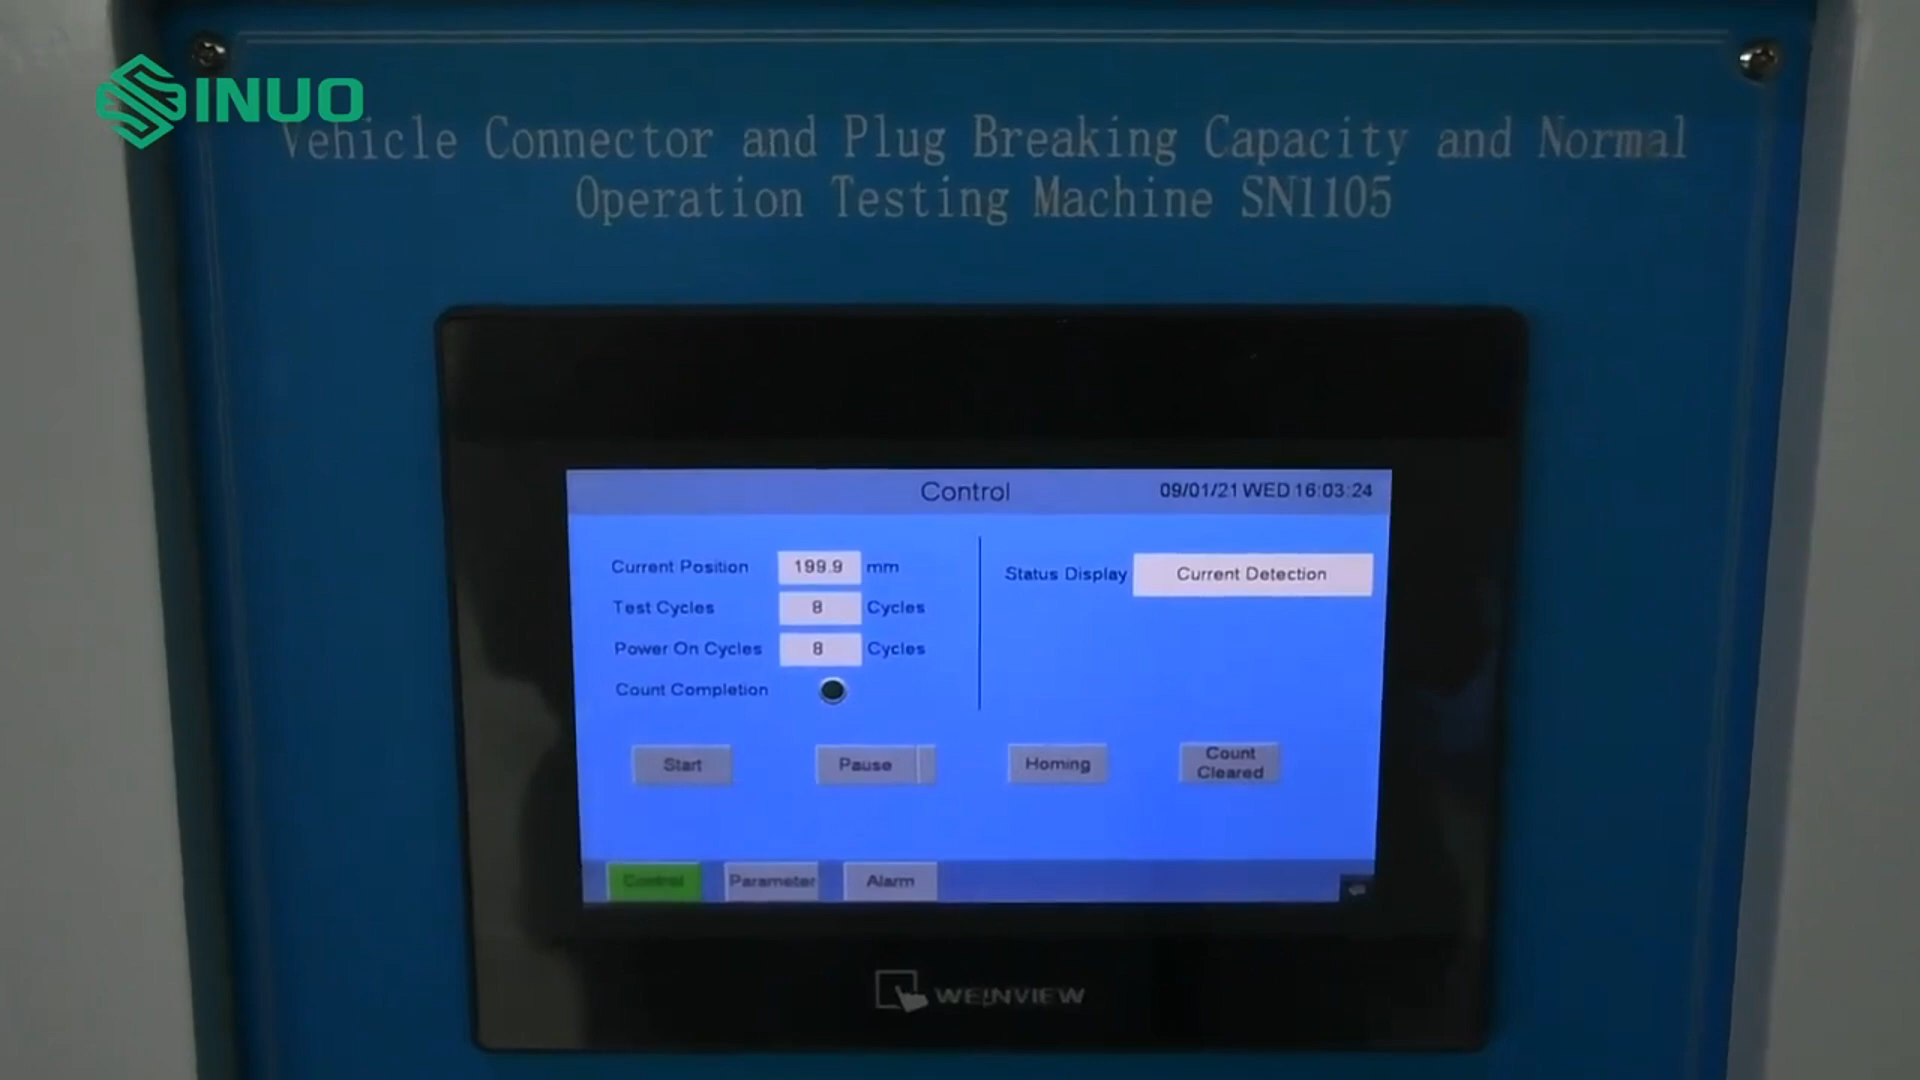 SINUO
Vehicle Connector and Plug Breaking Capacity and Normal
Operation Testing Machine SN1105
Control
09/01/21 WED 16:03:24
Current Position 199.9 mm
Status Display Current Detection
Test Cycles 8 Cycles
Power On Cycles 8 Cycles
Count Completion
Start
Pause
Homing
Count
Cleared
Control
Parameter
Alarm
WEINVIEW